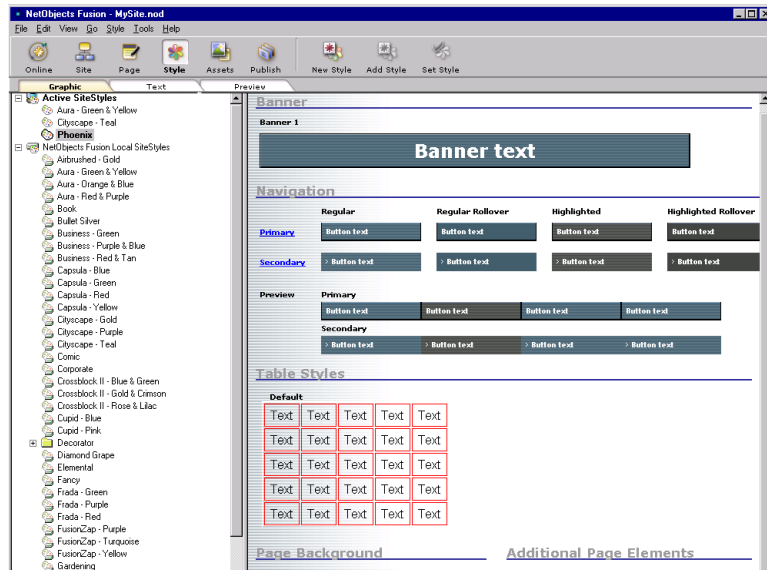 NetObjects Fusion - MySite.nod
File Edit View Go Style Tools Help
Online Site Page Style Assets Publish New Style Add Style Set Style
Graphic Text Preview
Active SiteStyles
Aura - Green & Yellow
Cityscape - Teal
Phoenix
NetObjects Fusion Local SiteStyles
Airbrushed - Gold
Aura - Green & Yellow
Aura - Orange & Blue
Aura - Red & Purple
Book
Bullet Silver
Business - Green
Business - Purple & Blue
Business - Red & Tan
Capsula - Blue
Capsula - Green
Capsula - Red
Capsula - Yellow
Cityscape - Gold
Cityscape - Purple
Cityscape - Teal
Comic
Corporate
Crossblock II - Blue & Green
Crossblock II - Gold & Crimson
Crossblock II - Rose & Lilac
Cupid - Blue
Cupid - Pink
Decorator
Diamond Grape
Elemental
Fancy
Frada - Green
Frada - Purple
Frada - Red
FusionZap - Purple
FusionZap - Turquoise
FusionZap - Yellow
Gardening
Banner
Banner 1
Banner text
Navigation
Regular Regular Rollover Highlighted Highlighted Rollover
Primary Button text Button text Button text Button text
Secondary > Button text > Button text > Button text > Button text
Preview Primary
Button text Button text Button text Button text
Secondary
> Button text > Button text > Button text > Button text
Table Styles
Default
Text Text Text Text Text
Text Text Text Text Text
Text Text Text Text Text
Text Text Text Text Text
Text Text Text Text Text
Page Background Additional Page Elements